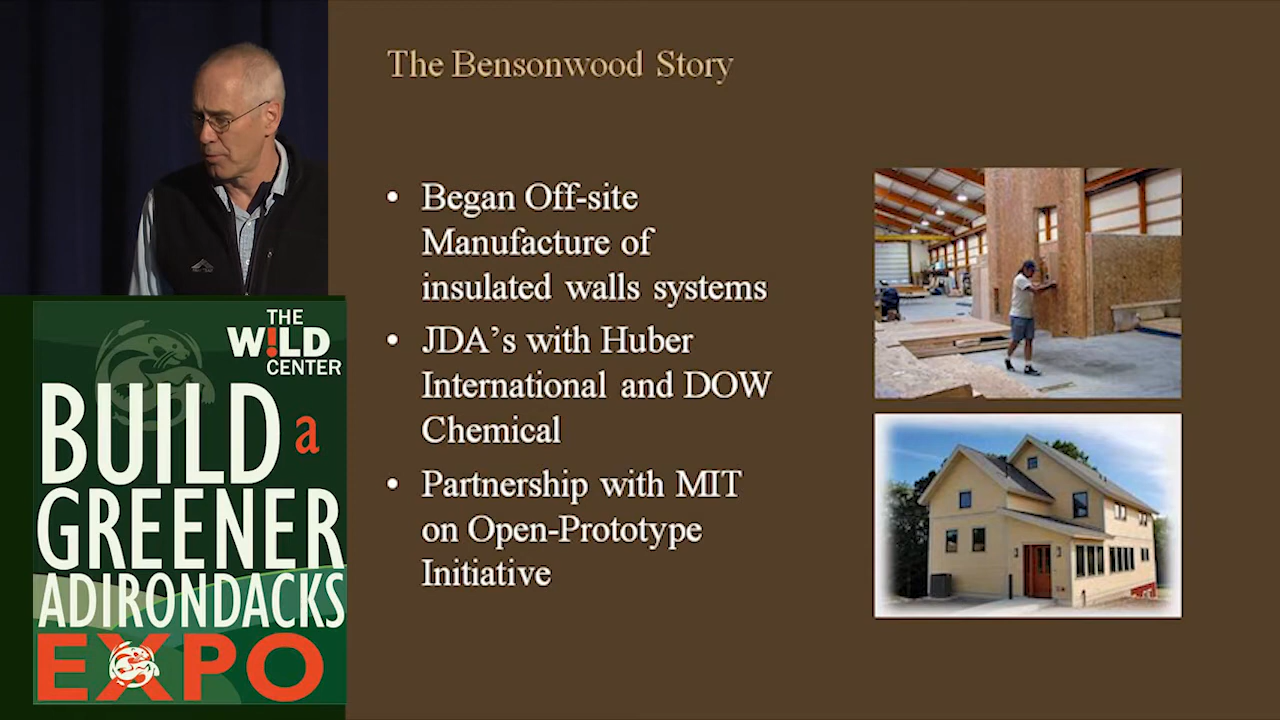 The Bensonwood Story
• Began Off-site
Manufacture of
insulated walls systems
• JDA's with Huber
International and DOW
Chemical
• Partnership with MIT
on Open-Prototype
Initiative
THE
W!LD
CENTER
BUILD a
GREENER
ADIRONDACKS
EXPO